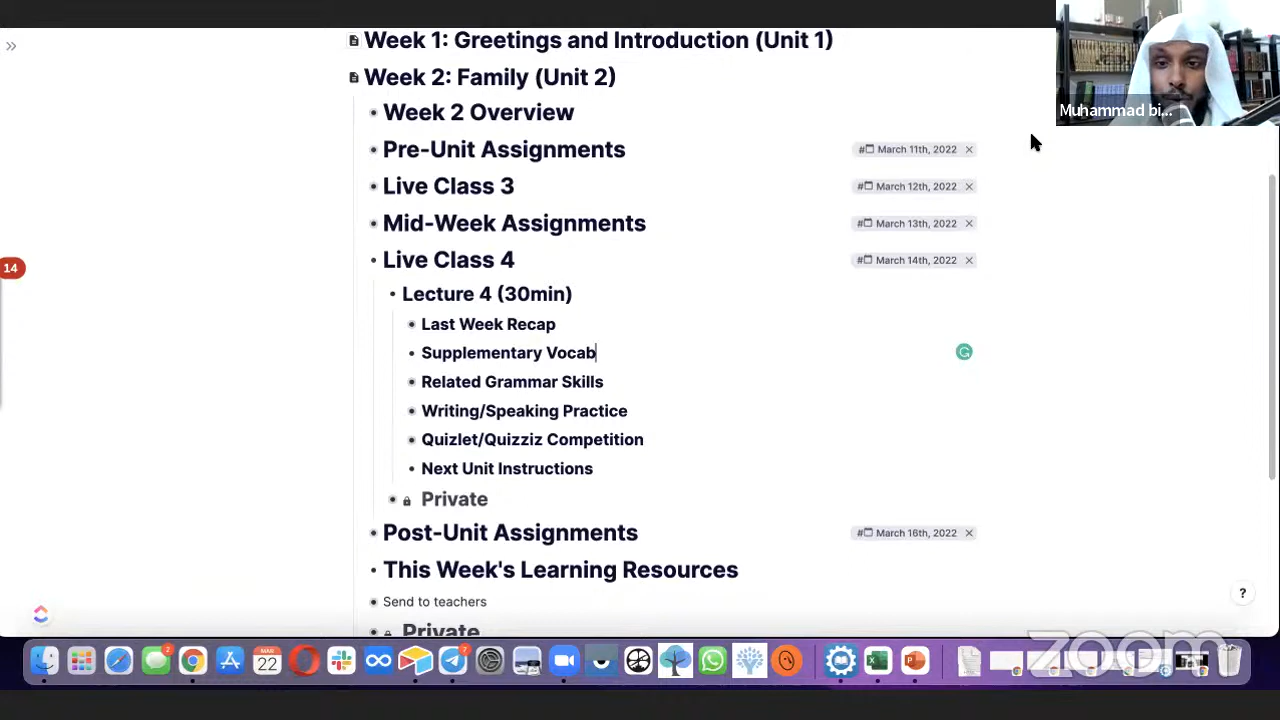 Week 1: Greetings and Introduction (Unit 1)
Week 2: Family (Unit 2)
Muhammad bi...
Week 2 Overview
Pre-Unit Assignments
# March 11th, 2022 ×
Live Class 3
# March 12th, 2022 ×
Mid-Week Assignments
# March 13th, 2022 ×
Live Class 4
# March 14th, 2022 ×
14
Lecture 4 (30min)
Last Week Recap
Supplementary Vocab
Related Grammar Skills
Writing/Speaking Practice
Quizlet/Quizziz Competition
Next Unit Instructions
Private
Post-Unit Assignments
# March 16th, 2022 ×
This Week's Learning Resources
Send to teachers
?
Private
zoom
2
MAR
22
7